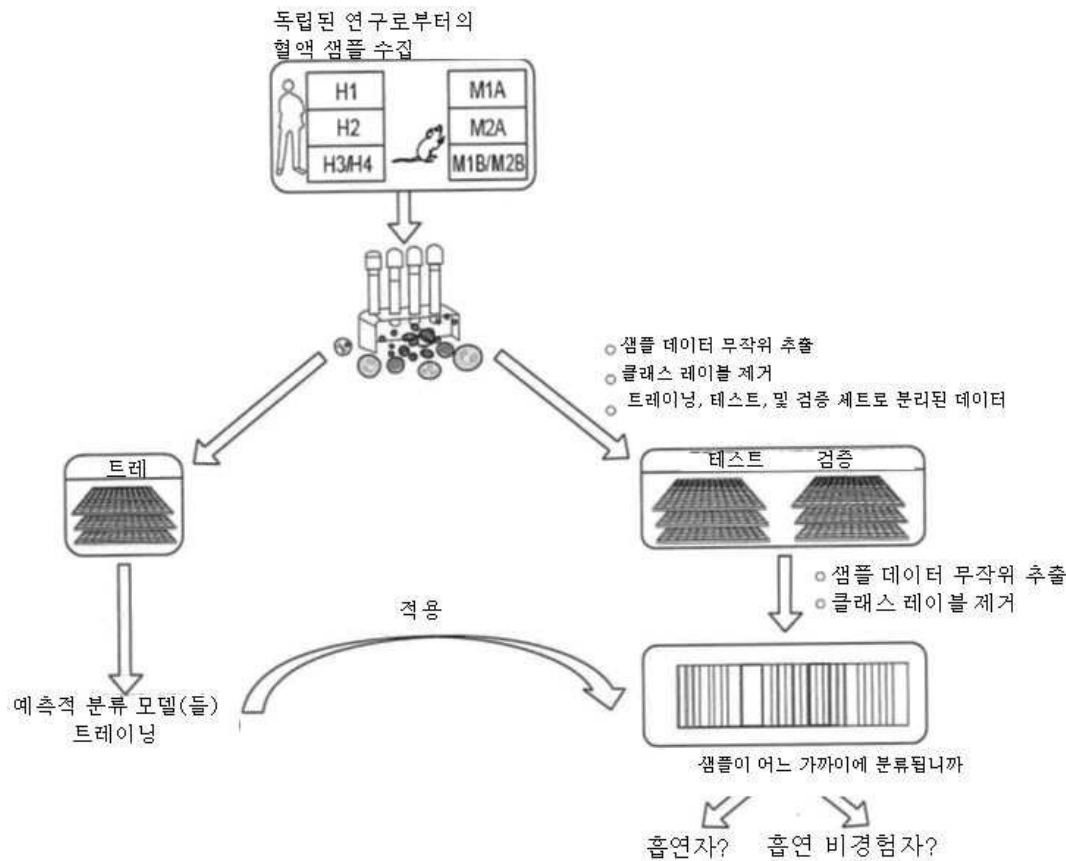 독립된 연구로부터의
혈액 샘플 수집
H1
H2
H3/H4
M1A
M2A
M1B/M2B
샘플 데이터 무작위 추출
클래스 레이블 제거
트레이닝, 테스트, 및 검증 세트로 분리된 데이터
트레
테스트 검증
샘플 데이터 무작위 추출
클래스 레이블 제거
적용
예측적 분류 모델(들)
트레이닝
샘플이 어느 가까이에 분류됩니까
흡연자? 흡연 비경험자?